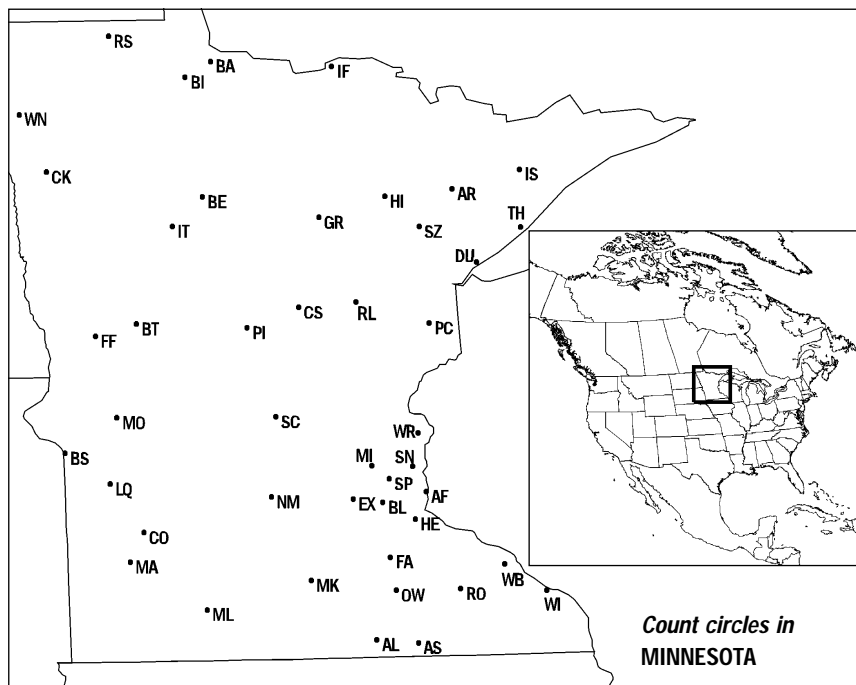 RS
BA
BI
IF
WN
CK
IS
AR
HI
BE
GR
TH
IT
SZ
DU
CS
RL
BT
PI
PC
FF
MO
SC
WR
BS
MI
SN
SP
LQ
AF
NM
EX
BL
HE
CO
FA
MA
WB
MK
OW
RO
WI
ML
AL
AS
Count circles in
MINNESOTA